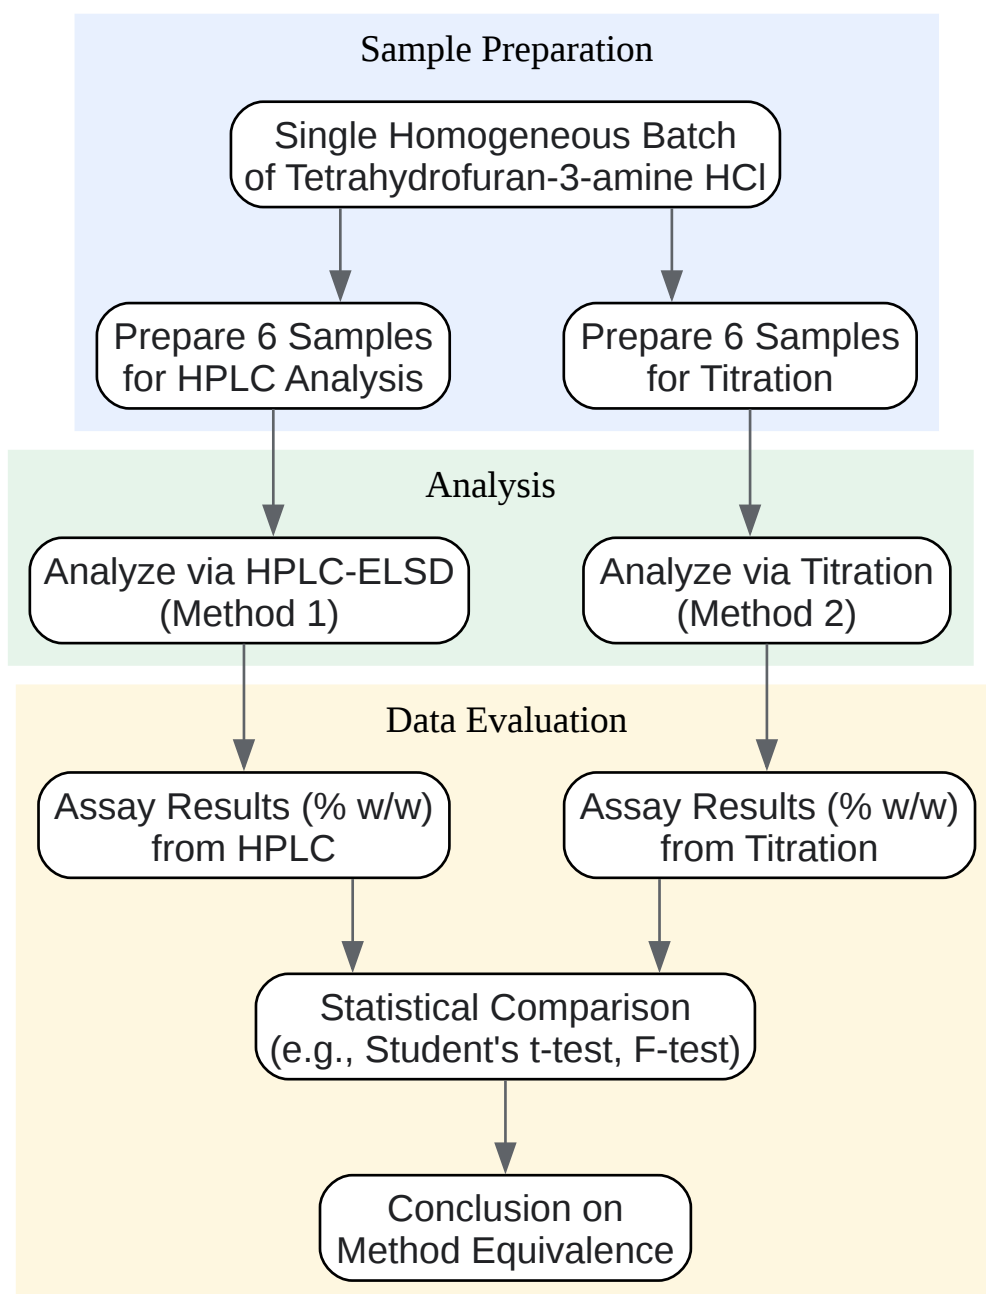 Sample Preparation
Single Homogeneous Batch
of Tetrahydrofuran-3-amine HCl
Prepare 6 Samples
for HPLC Analysis
Prepare 6 Samples
for Titration
Analysis
Analyze via HPLC-ELSD
(Method 1)
Analyze via Titration
(Method 2)
Data Evaluation
Assay Results (% w/w)
from HPLC
Assay Results (% w/w)
from Titration
Statistical Comparison
(e.g., Student's t-test, F-test)
Conclusion on
Method Equivalence